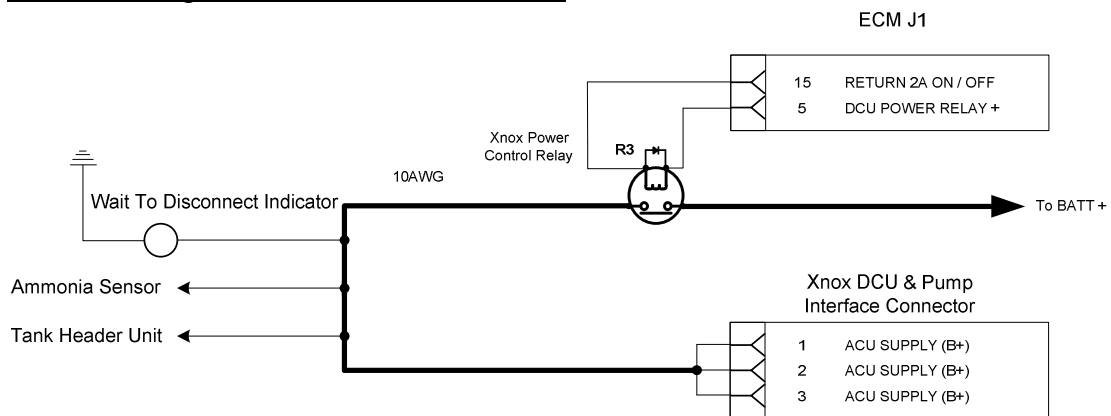 ECM J1
15 RETURN 2A ON / OFF
5 DCU POWER RELAY +
Xnox Power
Control Relay
R3
10AWG
Wait To Disconnect Indicator
To BATT +
Ammonia Sensor
Tank Header Unit
Xnox DCU & Pump
Interface Connector
1 ACU SUPPLY (B+)
2 ACU SUPPLY (B+)
3 ACU SUPPLY (B+)